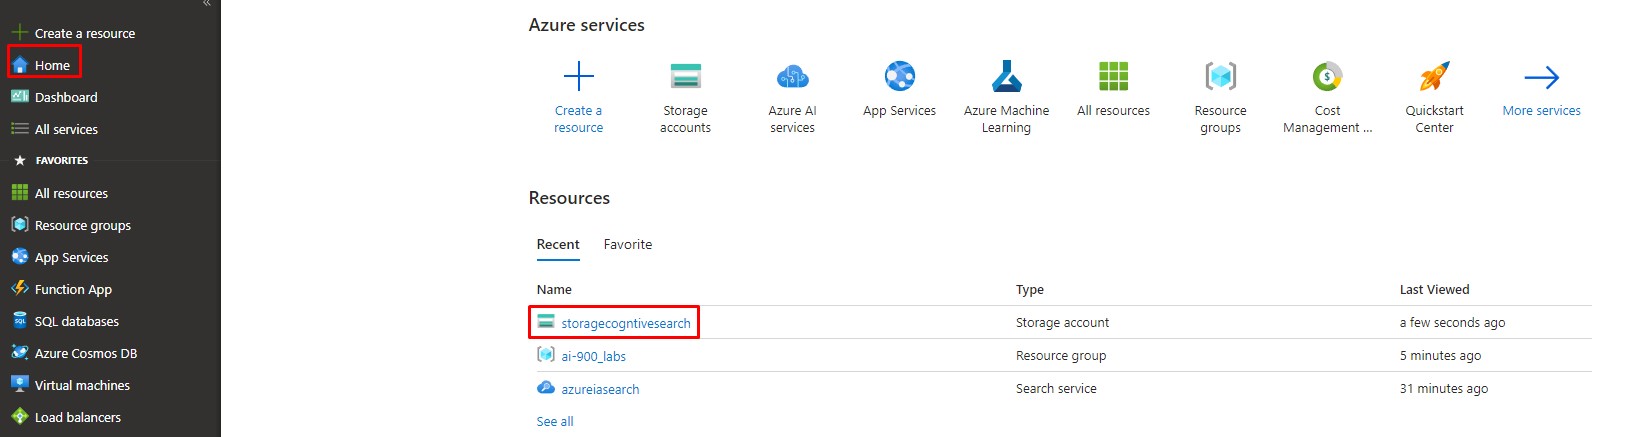 «
Create a resource
Home
Dashboard
All services
FAVORITES
All resources
Resource groups
App Services
Function App
SQL databases
Azure Cosmos DB
Virtual machines
Load balancers
Azure services
Create a
resource
Storage
accounts
Azure AI
services
App Services
Azure Machine
Learning
All resources
Resource
groups
Cost
Management ...
Quickstart
Center
More services
Resources
Recent Favorite
Name Type Last Viewed
storagecogntivesearch Storage account a few seconds ago
ai-900_labs Resource group 5 minutes ago
azureiasearch Search service 31 minutes ago
See all